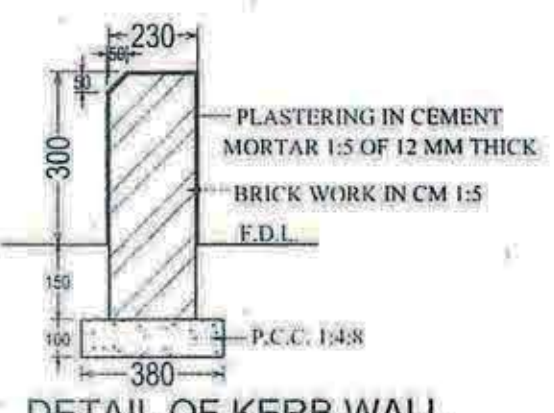 230
50
50
300
PLASTERING IN CEMENT
MORTAR 1:5 OF 12 MM THICK
BRICK WORK IN CM 1:5
F.D.L.
150
100
P.C.C. 1:4:8
380
DETAIL OF KERB WALL